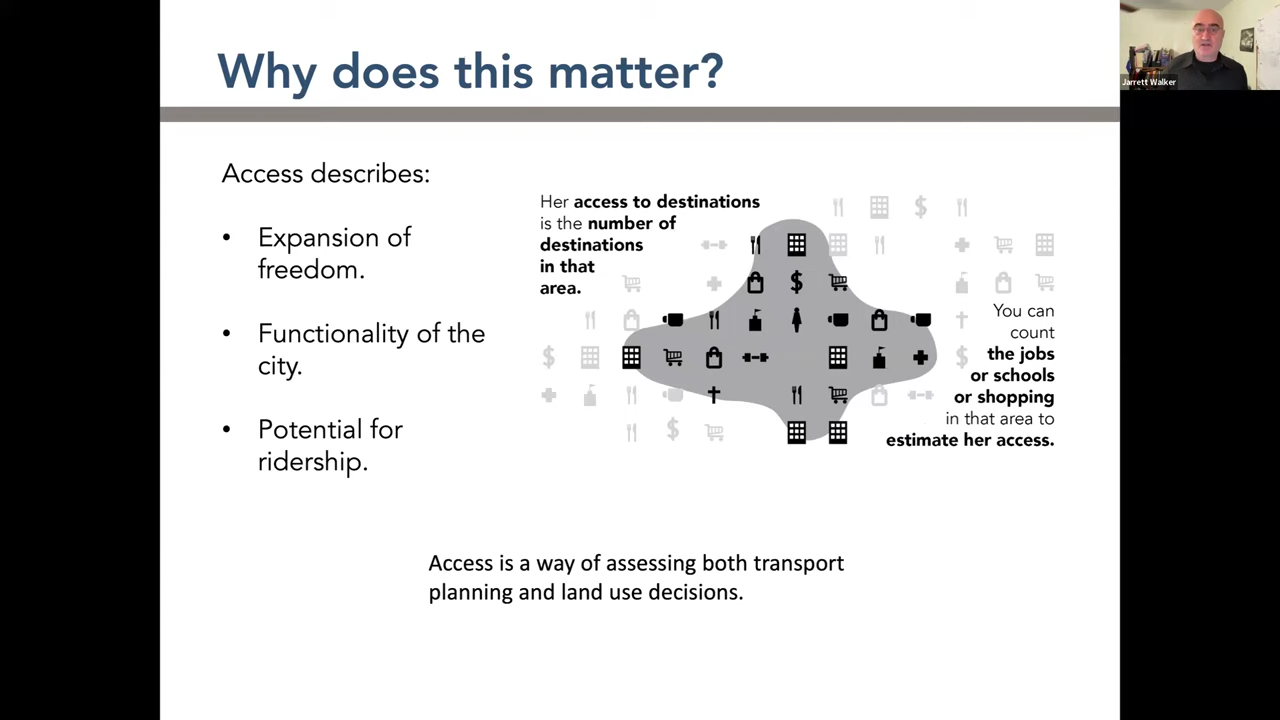 Why does this matter?
Access describes:
• Expansion of
freedom.
• Functionality of the
city.
• Potential for
ridership.
Her access to destinations
is the number of
destinations
in that
area.
You can
count
the jobs
or schools
or shopping
in that area to
estimate her access.
Access is a way of assessing both transport
planning and land use decisions.
Jarrett Walker